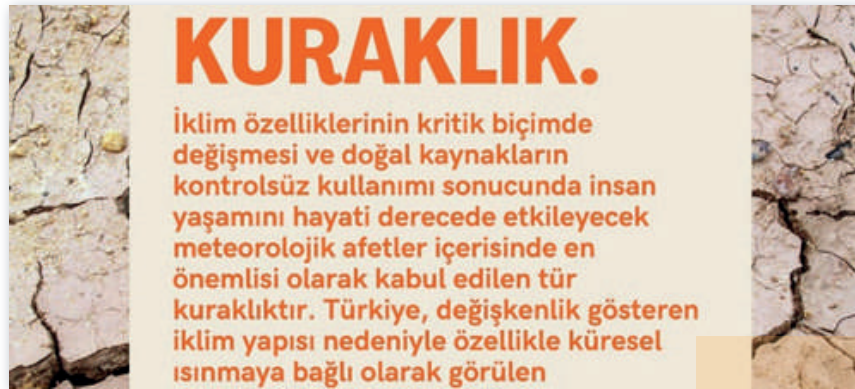 KURAKLIK.
İklim özelliklerinin kritik biçimde
değişmesi ve doğal kaynakların
kontrolsüz kullanımı sonucunda insan
yaşamını hayati derecede etkileyecek
meteorolojik afetler içerisinde en
önemlisi olarak kabul edilen tür
kuraklıktır. Türkiye, değişkenlik gösteren
iklim yapısı nedeniyle özellikle küresel
ısınmaya bağlı olarak görülen